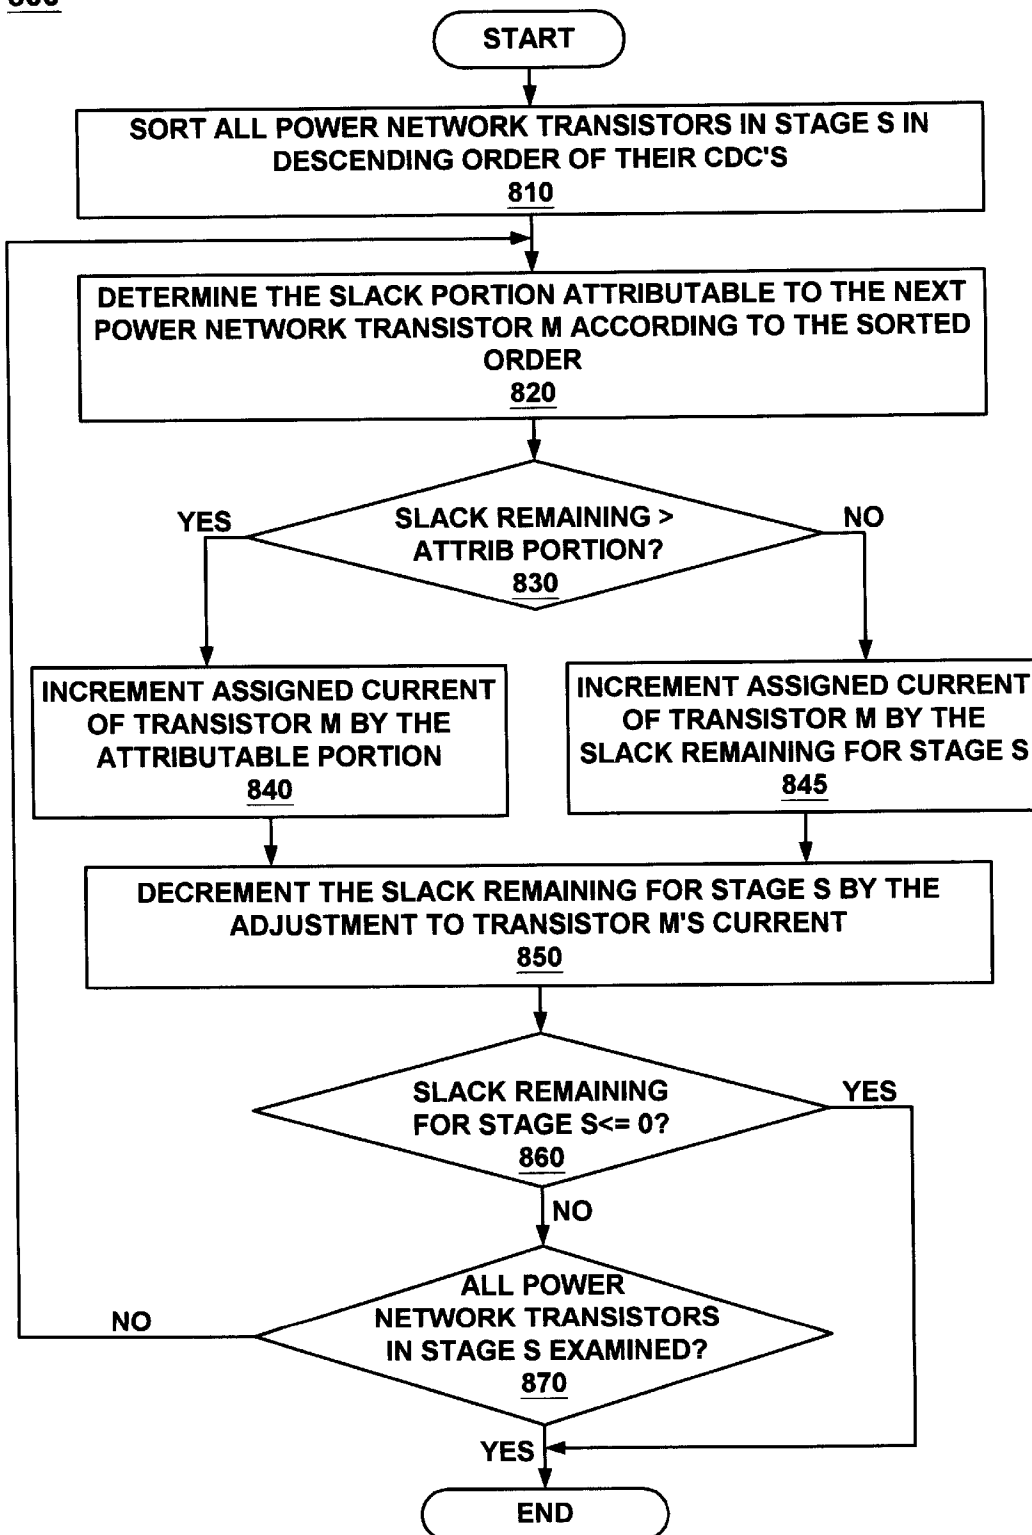 START
SORT ALL POWER NETWORK TRANSISTORS IN STAGE S IN
DESCENDING ORDER OF THEIR CDC'S
810
DETERMINE THE SLACK PORTION ATTRIBUTABLE TO THE NEXT
POWER NETWORK TRANSISTOR M ACCORDING TO THE SORTED
ORDER
820
YES
SLACK REMAINING >
ATTRIB PORTION?
830
NO
INCREMENT ASSIGNED CURRENT
OF TRANSISTOR M BY THE
ATTRIBUTABLE PORTION
840
INCREMENT ASSIGNED CURRENT
OF TRANSISTOR M BY THE
SLACK REMAINING FOR STAGE S
845
DECREMENT THE SLACK REMAINING FOR STAGE S BY THE
ADJUSTMENT TO TRANSISTOR M'S CURRENT
850
SLACK REMAINING
FOR STAGE S<= 0?
860
YES
NO
ALL POWER
NETWORK TRANSISTORS
IN STAGE S EXAMINED?
870
NO
YES
END